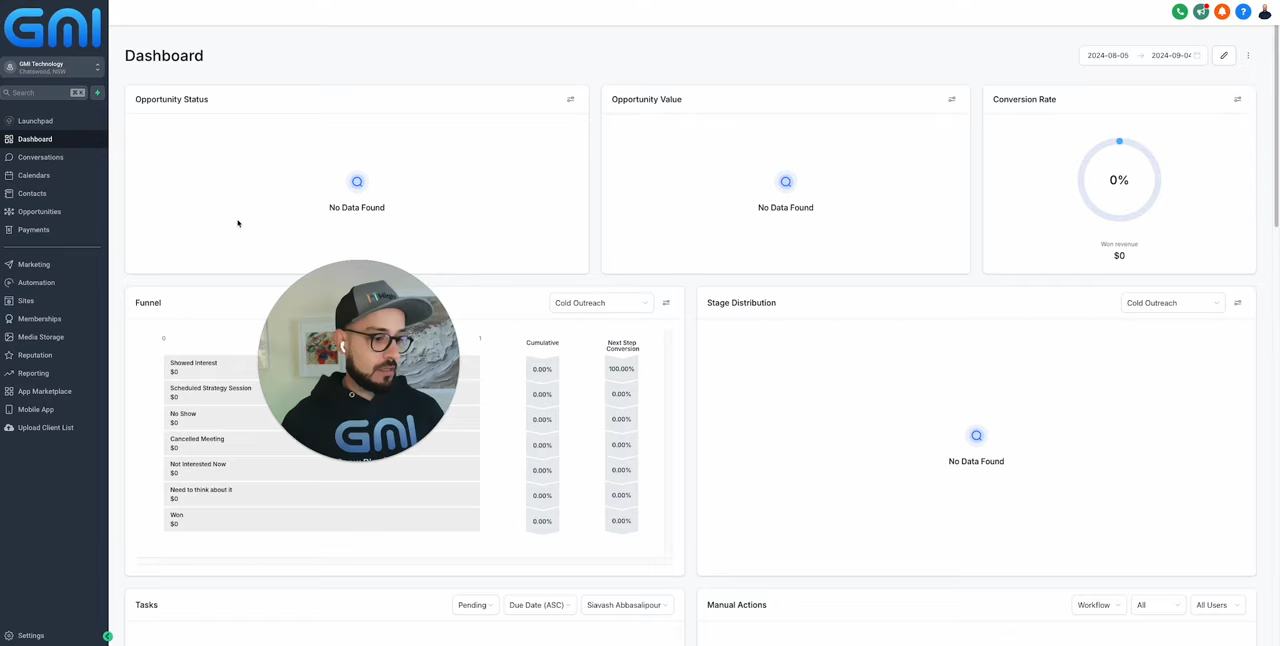 GMI
GMI Technology
Chatswood, NSW
Search
Launchpad
Dashboard
Conversations
Calendars
Contacts
Opportunities
Payments
Marketing
Automation
Sites
Memberships
Media Storage
Reputation
Reporting
App Marketplace
Mobile App
Upload Client List
Settings
Dashboard
2024-08-05 → 2024-09-04
Opportunity Status
No Data Found
Opportunity Value
No Data Found
Conversion Rate
0%
Won revenue
$0
Funnel
Cold Outreach
0
1
Cumulative
Next Step
Conversion
Showed Interest
$0
0.00%
100.00%
Scheduled Strategy Session
$0
0.00%
0.00%
No Show
$0
0.00%
0.00%
Cancelled Meeting
$0
0.00%
0.00%
Not Interested Now
$0
0.00%
0.00%
Need to think about it
$0
0.00%
0.00%
Won
$0
0.00%
0.00%
GMI
Stage Distribution
Cold Outreach
No Data Found
Tasks
Pending
Due Date (ASC)
Siavash Abbasalipour
Manual Actions
Workflow
All
All Users